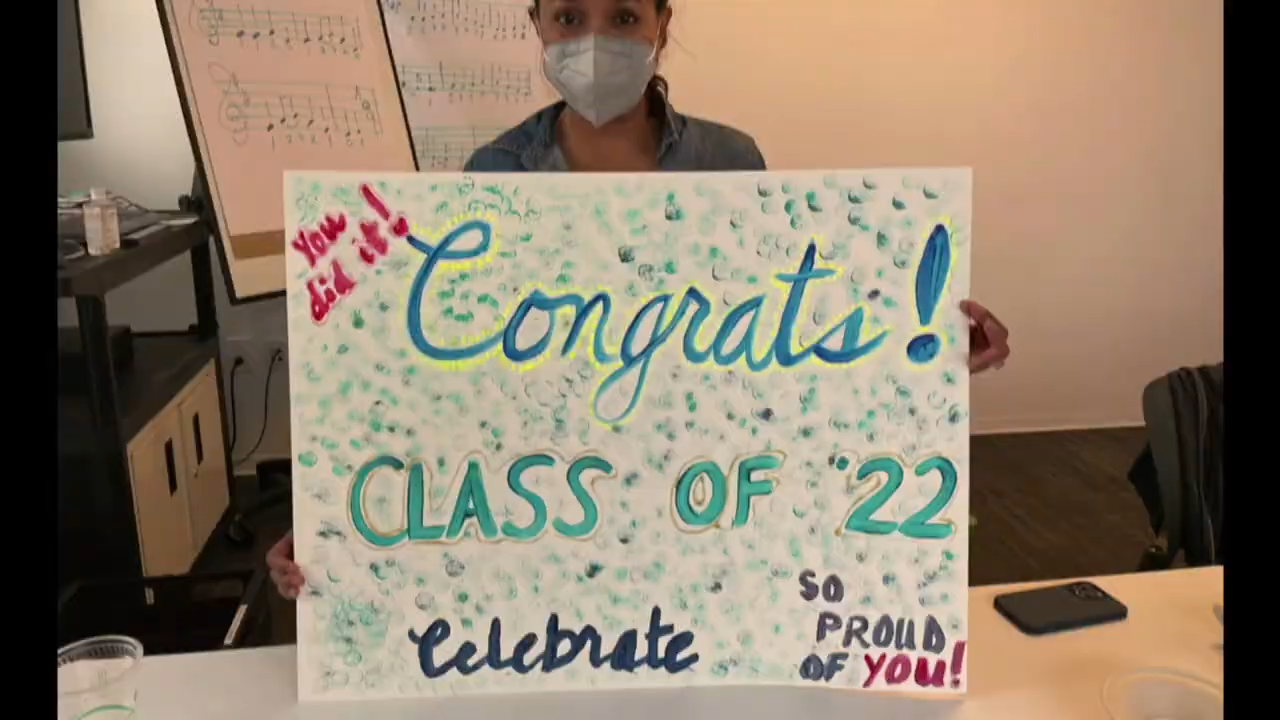 You
did it!
Congrats!
CLASS OF '22
Celebrate
SO
PROUD
OF YOU!